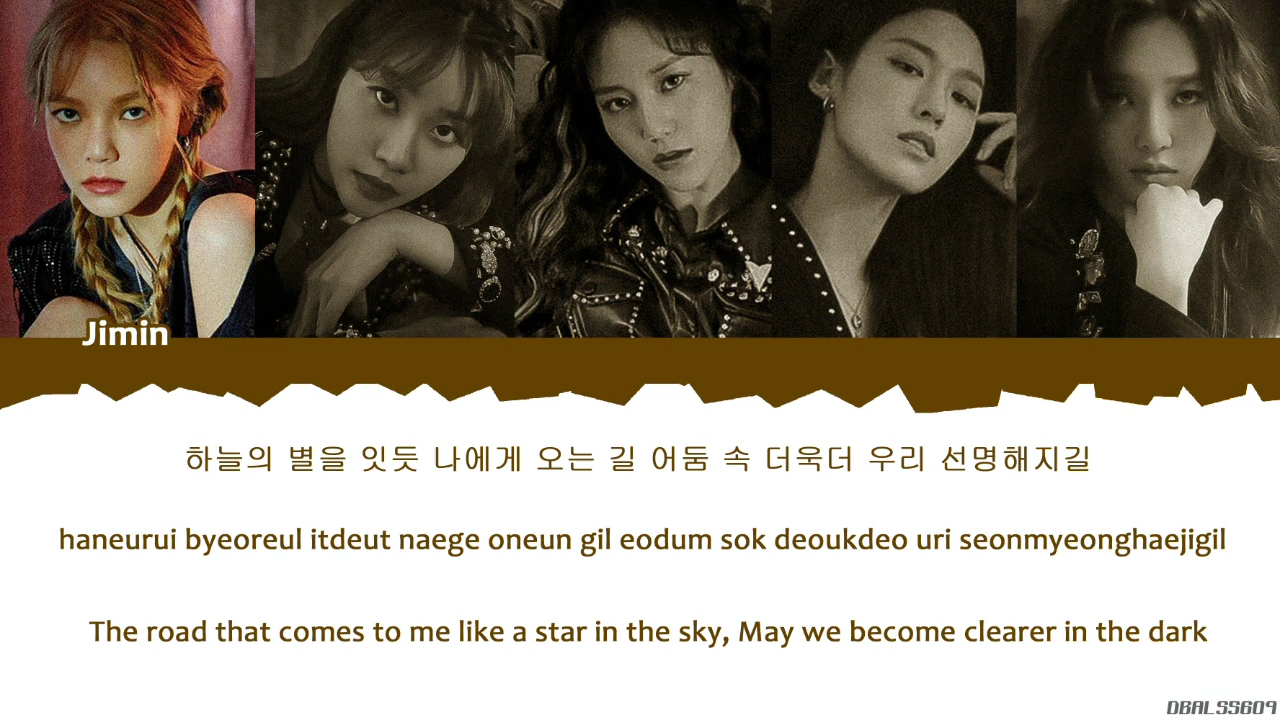 Jimin
하늘의 별을 잇듯 나에게 오는 길 어둠 속 더욱더 우리 선명해지길
haneurui byeoreul itdeut naege oneun gil eodum sok deoukdeo uri seonmyeonghaejigil
The road that comes to me like a star in the sky, May we become clearer in the dark
DBALSS609